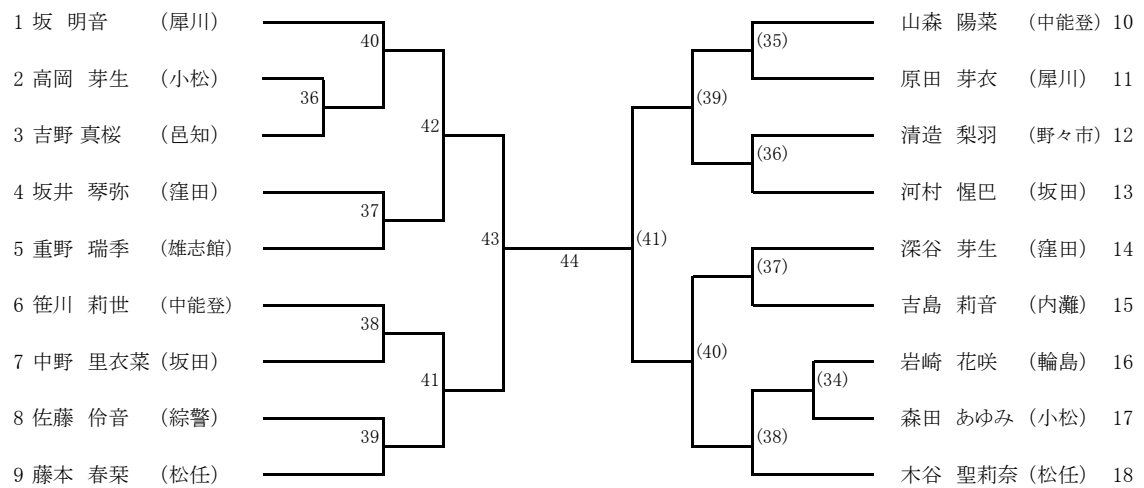 1 坂 明音 （犀川）
40
2 高岡 芽生 （小松）
36
3 吉野 真桜 （邑知）
42
4 坂井 琴弥 （窪田）
37
5 重野 瑞季 （雄志館）
43
44
6 笹川 莉世 （中能登）
38
7 中野 里衣菜 （坂田）
41
8 佐藤 伶音 （綜警）
39
9 藤本 春栞 （松任）
山森 陽菜 （中能登） 10
(35)
原田 芽衣 （犀川） 11
(39)
清造 梨羽 （野々市） 12
(36)
河村 惺巴 （坂田） 13
(41)
深谷 芽生 （窪田） 14
(37)
吉島 莉音 （内灘） 15
(40)
岩崎 花咲 （輪島） 16
(34)
森田 あゆみ （小松） 17
(38)
木谷 聖莉奈 （松任） 18